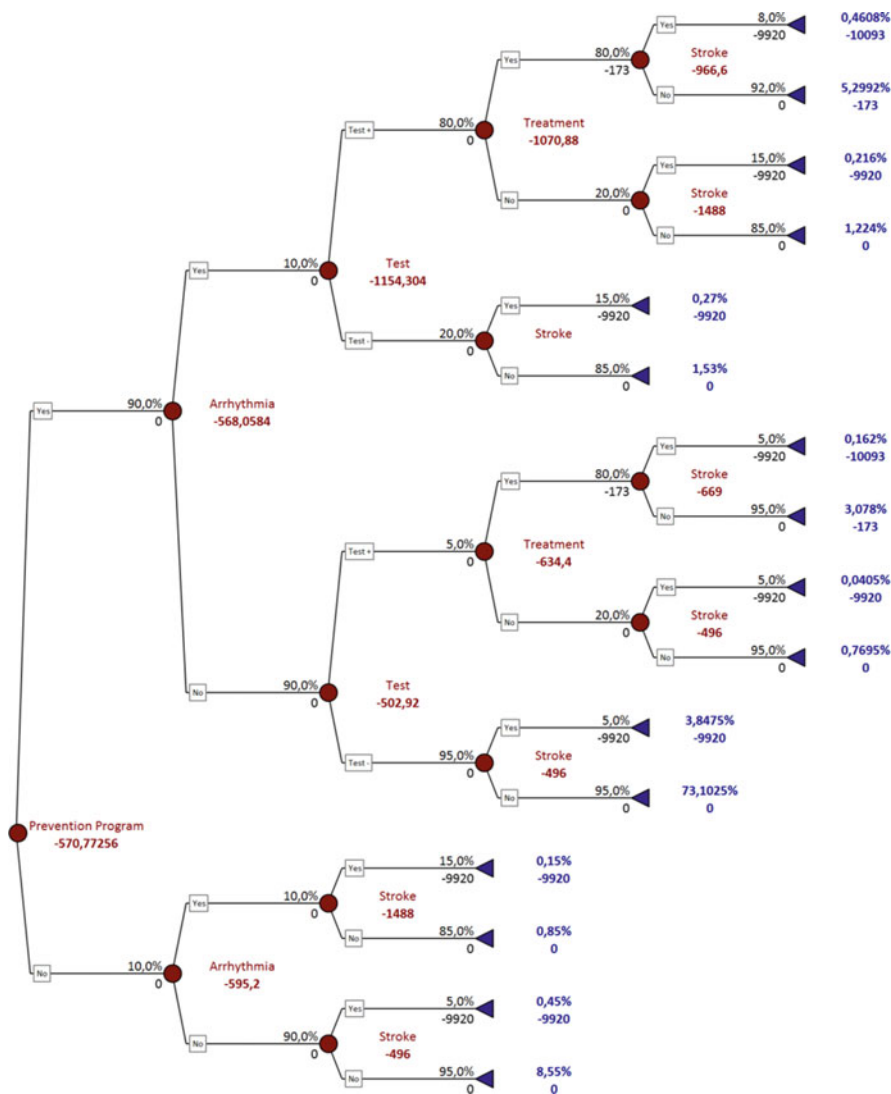 8,0% 0,4608%
Yes -9920 -10093
80,0% Stroke
Yes -173 -966,6
92,0% 5,2992%
No 0 -173
80,0% Treatment
Test + 0 -1070,88
15,0% 0,216%
Yes -9920 -9920
20,0% Stroke
No 0 -1488
85,0% 1,224%
No 0 0
10,0% Test
Yes 0 -1154,304
15,0% 0,27%
Yes -9920 -9920
20,0% Stroke
Test - 0
85,0% 1,53%
No 0 0
90,0% Arrhythmia
Yes 0 -568,0584
5,0% 0,162%
Yes -9920 -10093
80,0% Stroke
Yes -173 -669
95,0% 3,078%
No 0 -173
5,0% Treatment
Test + 0 -634,4
5,0% 0,0405%
Yes -9920 -9920
20,0% Stroke
No 0 -496
95,0% 0,7695%
No 0 0
90,0% Test
No 0 -502,92
5,0% 3,8475%
Yes -9920 -9920
95,0% Stroke
Test - 0 -496
95,0% 73,1025%
No 0 0
Prevention Program
-570,77256
15,0% 0,15%
Yes -9920 -9920
10,0% Stroke
Yes 0 -1488
85,0% 0,85%
No 0 0
10,0% Arrhythmia
No 0 -595,2
5,0% 0,45%
Yes -9920 -9920
90,0% Stroke
No 0 -496
95,0% 8,55%
No 0 0